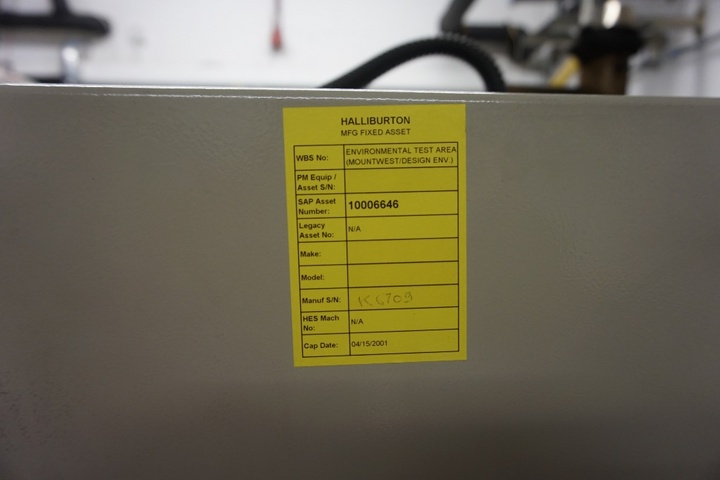 HALLIBURTON
MFG FIXED ASSET
WBS No: ENVIRONMENTAL TEST AREA
(MOUNTWEST/DESIGN ENV.)
PM Equip /
Asset S/N:
SAP Asset
Number: 10006646
Legacy
Asset No: N/A
Make:
Model:
Manuf S/N: K6709
HES Mach
No: N/A
Cap Date: 04/15/2001